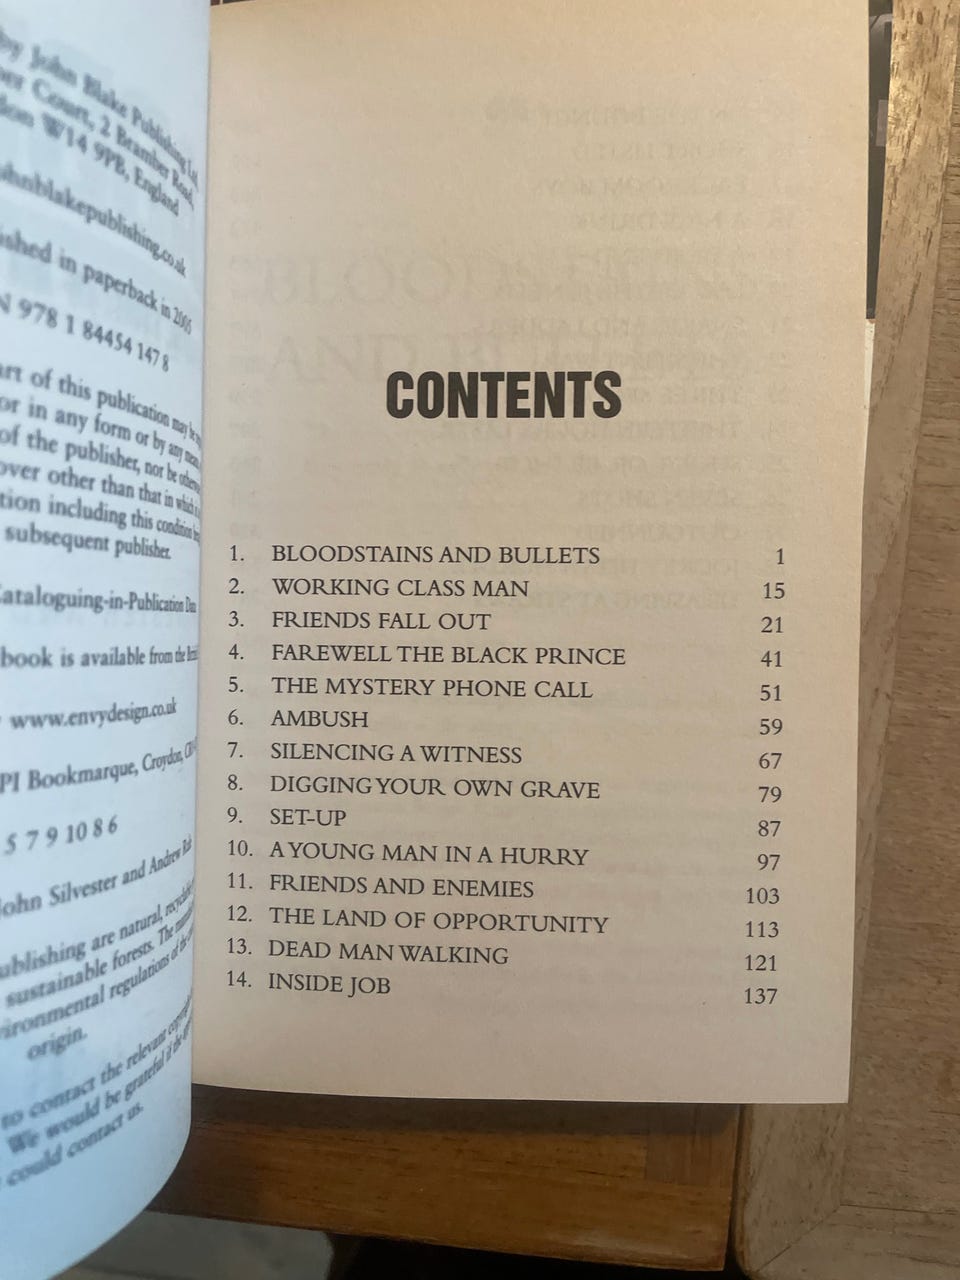 by John Blake Publishing Ltd,
Court, 2 Bramber Road,
W14 9PB, England
johnblakepublishing.co.uk
in paperback in 2005
978 1 84454 147 8
of this publication may be
or in any form or by any means
of the publisher, nor be otherwise
other than that in which
including this condition
subsequent publisher.
Cataloguing-in-Publication Data
book is available from the
www.envydesign.co.uk
Bookmarque, Croydon,
5 7 9 10 8 6
John Silvester and Andrew Rule
are natural, recyclable
sustainable forests. The
environmental regulations of the
origin.
to contact the relevant copyright
We would be grateful if the
could contact us.
CONTENTS
1. BLOODSTAINS AND BULLETS 1
2. WORKING CLASS MAN 15
3. FRIENDS FALL OUT 21
4. FAREWELL THE BLACK PRINCE 41
5. THE MYSTERY PHONE CALL 51
6. AMBUSH 59
7. SILENCING A WITNESS 67
8. DIGGING YOUR OWN GRAVE 79
9. SET-UP 87
10. A YOUNG MAN IN A HURRY 97
11. FRIENDS AND ENEMIES 103
12. THE LAND OF OPPORTUNITY 113
13. DEAD MAN WALKING 121
14. INSIDE JOB 137